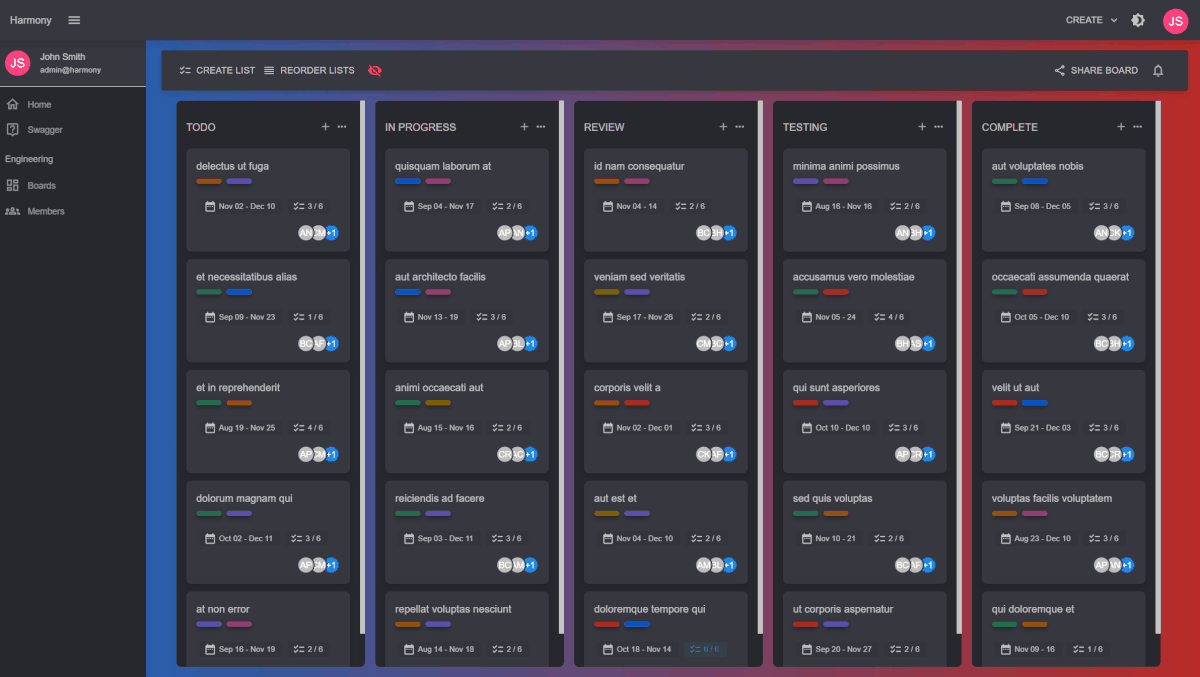 Harmony
CREATE
JS
JS
John Smith
admin@harmony
Home
Swagger
Engineering
Boards
Members
CREATE LIST
REORDER LISTS
SHARE BOARD
TODO
delectus ut fuga
Nov 02 - Dec 10
3 / 6
AN CM +1
et necessitatibus alias
Sep 09 - Nov 23
1 / 6
BC AF +1
et in reprehenderit
Aug 19 - Nov 25
4 / 6
AP CM +1
dolorum magnam qui
Oct 02 - Dec 11
3 / 6
AP CM +1
at non error
Sep 16 - Nov 19
2 / 6
IN PROGRESS
quisquam laborum at
Sep 04 - Nov 17
2 / 6
AP AN +1
aut architecto facilis
Nov 13 - 19
3 / 6
AP BL +1
animi occaecati aut
Aug 15 - Nov 16
2 / 6
CR AC +1
reiciendis ad facere
Sep 03 - Dec 11
3 / 6
BC AM +1
repellat voluptas nesciunt
Aug 14 - Nov 18
2 / 6
REVIEW
id nam consequatur
Nov 04 - 14
2 / 6
BC BH +1
veniam sed veritatis
Sep 17 - Nov 26
2 / 6
CM BC +1
corporis velit a
Nov 02 - Dec 01
3 / 6
CK AF +1
aut est et
Nov 04 - Dec 10
2 / 6
AM BL +1
doloremque tempore qui
Oct 18 - Nov 14
6 / 6
TESTING
minima animi possimus
Aug 16 - Nov 16
2 / 6
AN BH +1
accusamus vero molestiae
Nov 05 - 24
4 / 6
BH AS +1
qui sunt asperiores
Oct 10 - Dec 10
3 / 6
AP CR +1
sed quis voluptas
Nov 10 - 21
2 / 6
BC AF +1
ut corporis aspernatur
Sep 20 - Nov 27
2 / 6
COMPLETE
aut voluptates nobis
Sep 08 - Dec 05
3 / 6
AN CK +1
occaecati assumenda quaerat
Oct 05 - Dec 10
3 / 6
BC BH +1
velit ut aut
Sep 21 - Dec 03
3 / 6
BC CR +1
voluptas facilis voluptatem
Aug 23 - Dec 10
3 / 6
AP AN +1
qui doloremque et
Nov 09 - 16
1 / 6